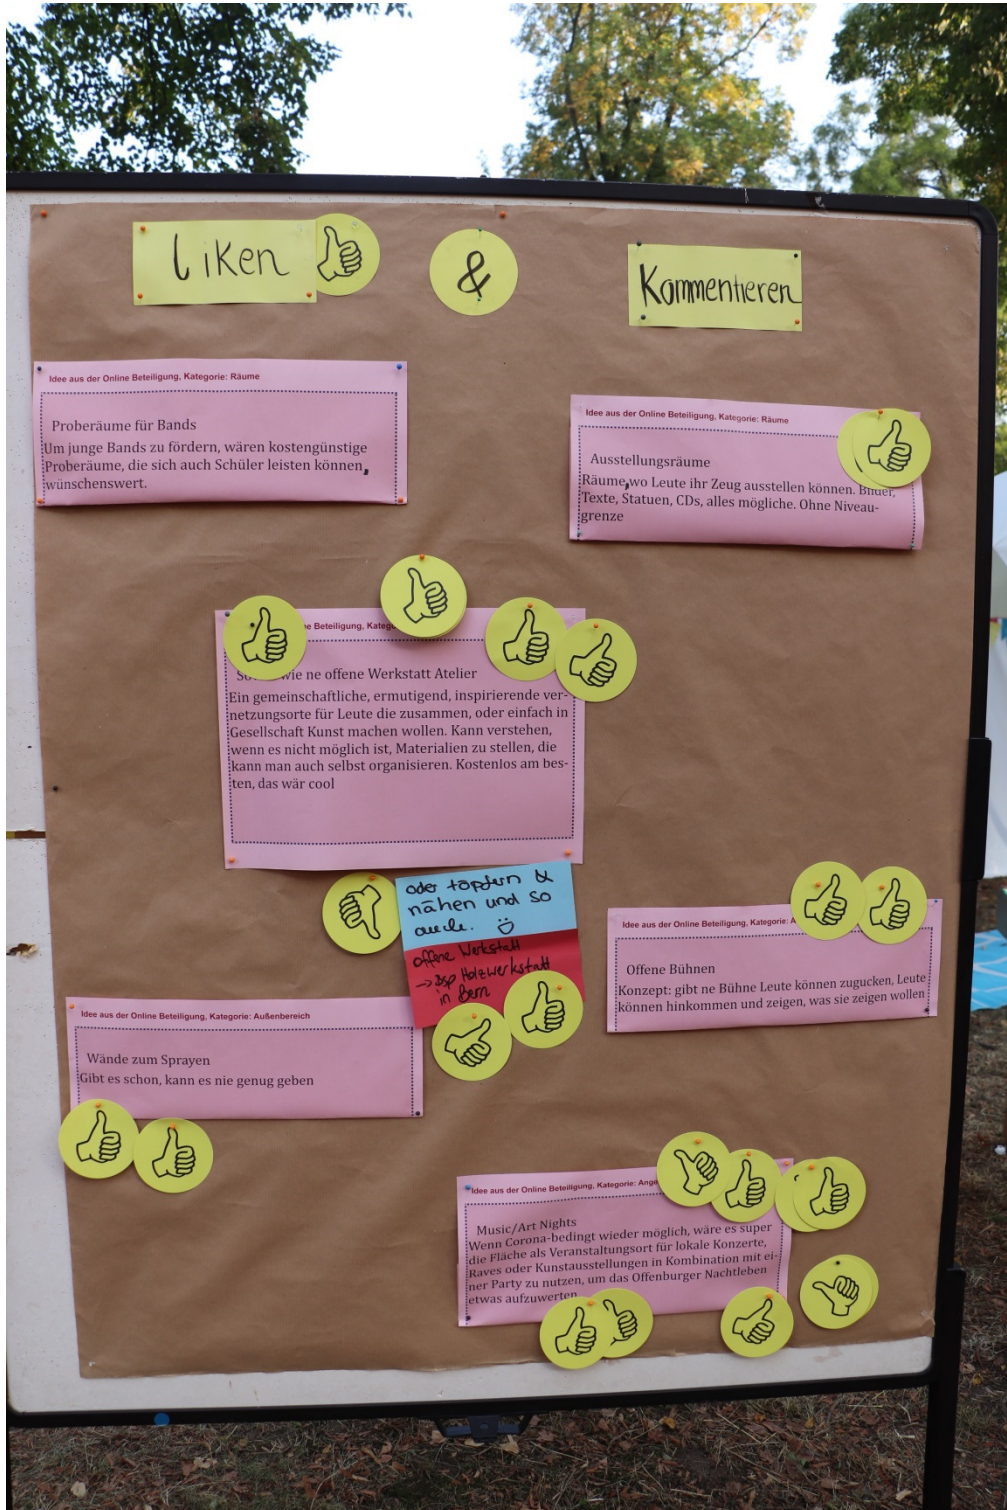 Liken
&
Kommentieren
Idee aus der Online Beteiligung, Kategorie: Räume
Proberäume für Bands
Um junge Bands zu fördern, wären kostengünstige
Proberäume, die sich auch Schüler leisten können,
wünschenswert.
Idee aus der Online Beteiligung, Kategorie: Räume
Ausstellungsräume
Räume, wo Leute ihr Zeug ausstellen können. Bilder,
Texte, Statuen, CDs, alles mögliche. Ohne Niveau-
grenze
Beteiligung,
wie ne offene Werkstatt Atelier
Ein gemeinschaftliche, ermutigend, inspirierende ver-
netzungsorte für Leute die zusammen, oder einfach in
Gesellschaft Kunst machen wollen. Kann verstehen,
wenn es nicht möglich ist, Materialien zu stellen, die
kann man auch selbst organisieren. Kostenlos am bes-
ten, das wär cool
oder töpfern &
nähen und so
auch.
offene Werkstatt
→ Bsp Holzwerkstatt
in Bern
Idee aus der Online Beteiligung, Kategorie:
Offene Bühnen
Konzept: gibt ne Bühne Leute können zugucken, Leute
können hinkommen und zeigen, was sie zeigen wollen
Idee aus der Online Beteiligung, Kategorie: Außenbereich
Wände zum Sprayen
Gibt es schon, kann es nie genug geben
Idee aus der Online Beteiligung, Kategorie:
Music/Art Nights
Wenn Corona-bedingt wieder möglich, wäre es super
die Fläche als Veranstaltungsort für lokale Konzerte,
Raves oder Kunstausstellungen in Kombination mit ei-
ner Party zu nutzen, um das Offenburger Nachtleben
etwas aufzuwerten